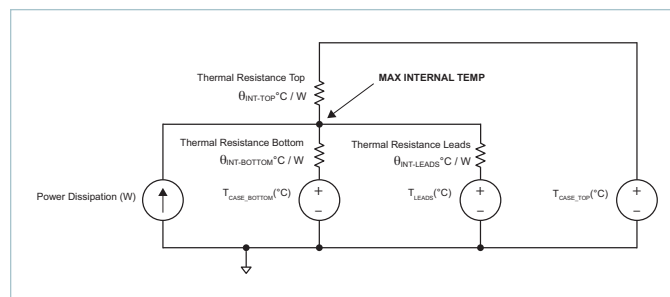 Thermal Resistance Top
θINT-TOP°C / W
MAX INTERNAL TEMP
Thermal Resistance Bottom
θINT-BOTTOM°C / W
Thermal Resistance Leads
θINT-LEADS°C / W
Power Dissipation (W)
TCASE_BOTTOM(°C)
+
–
TLEADS(°C)
+
–
TCASE_TOP(°C)
+
–